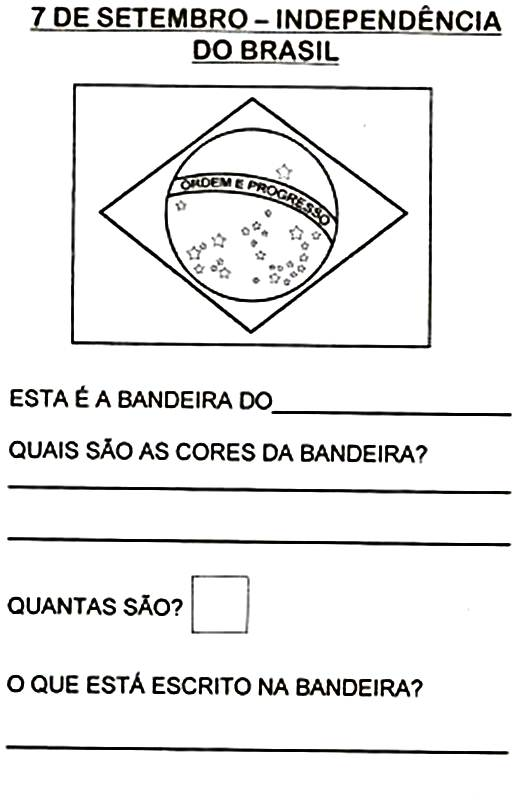 7 DE SETEMBRO – INDEPENDÊNCIA
DO BRASIL
ORDEM E PROGRESSO
ESTA É A BANDEIRA DO
QUAIS SÃO AS CORES DA BANDEIRA?
QUANTAS SÃO?
O QUE ESTÁ ESCRITO NA BANDEIRA?